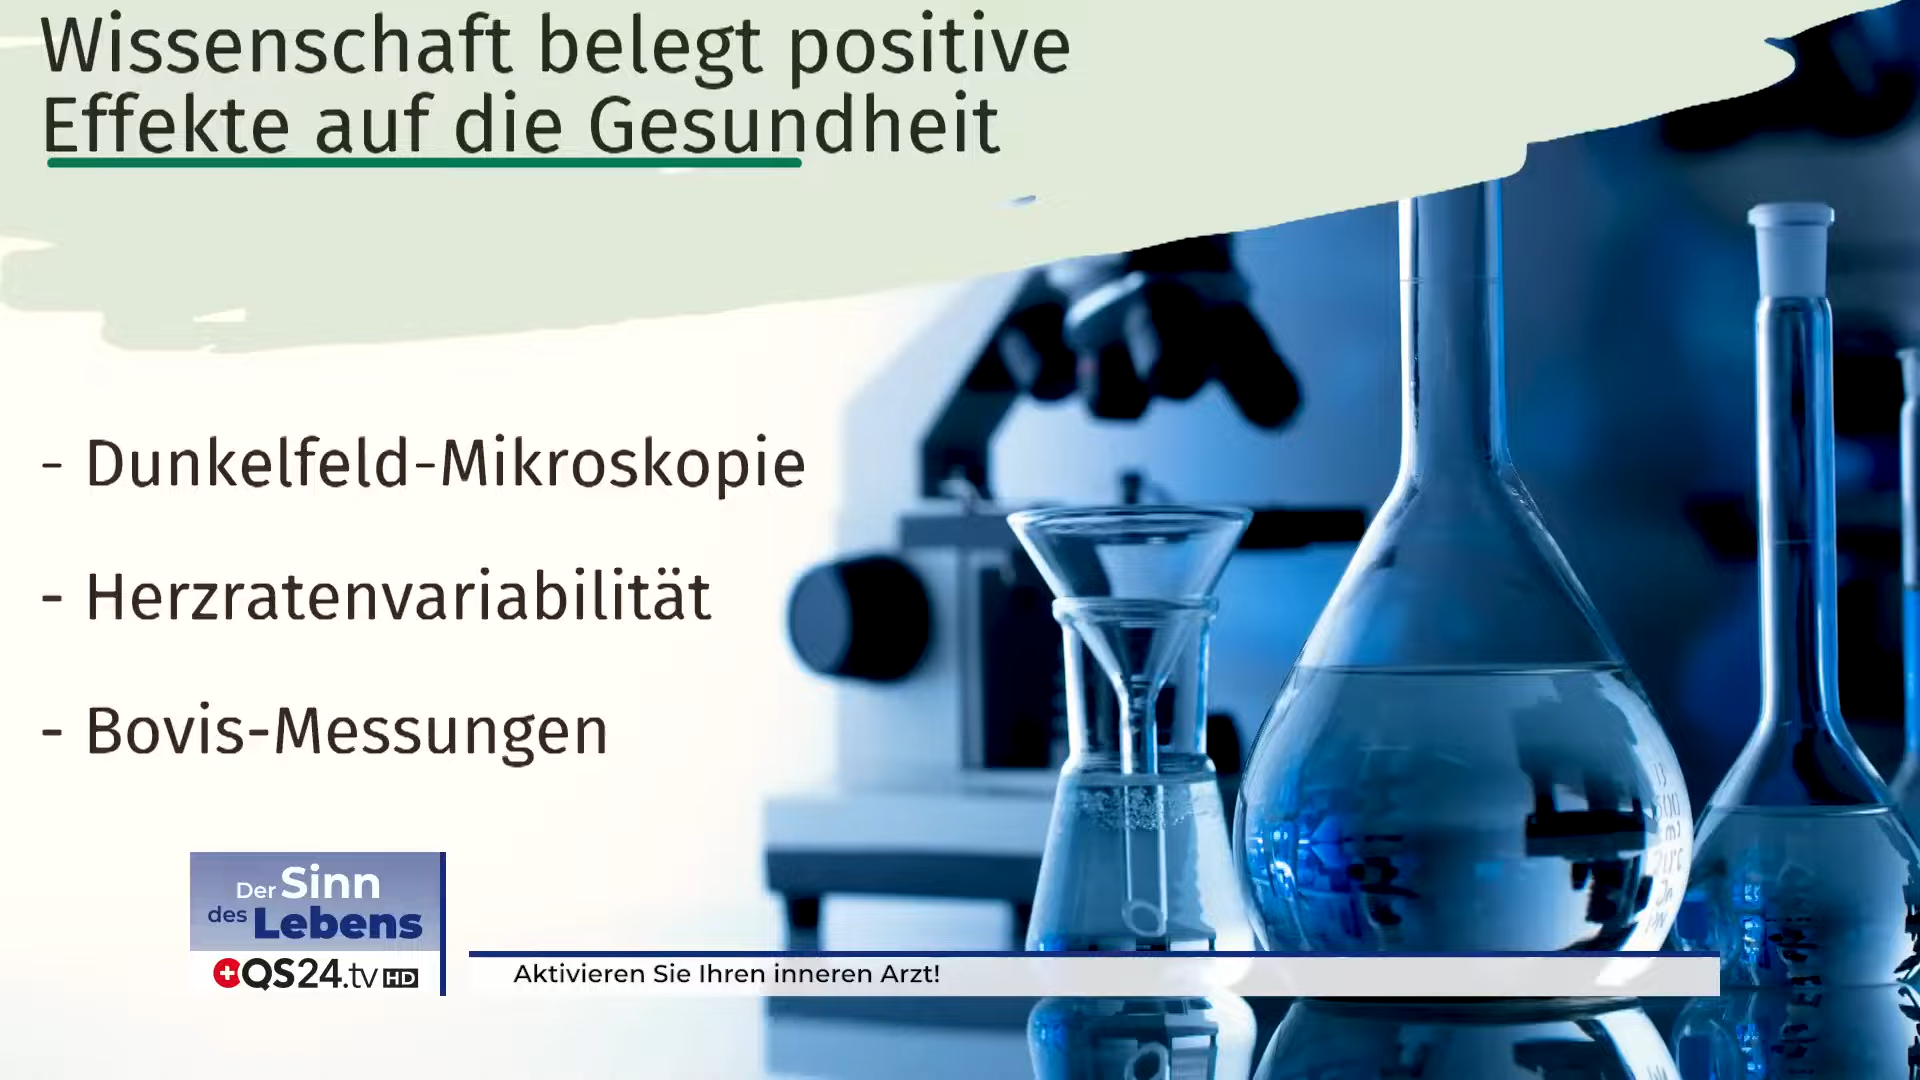 Wissenschaft belegt positive
Effekte auf die Gesundheit
- Dunkelfeld-Mikroskopie
- Herzratenvariabilität
- Bovis-Messungen
Der Sinn
des Lebens
QS24.tv HD
Aktivieren Sie Ihren inneren Arzt!